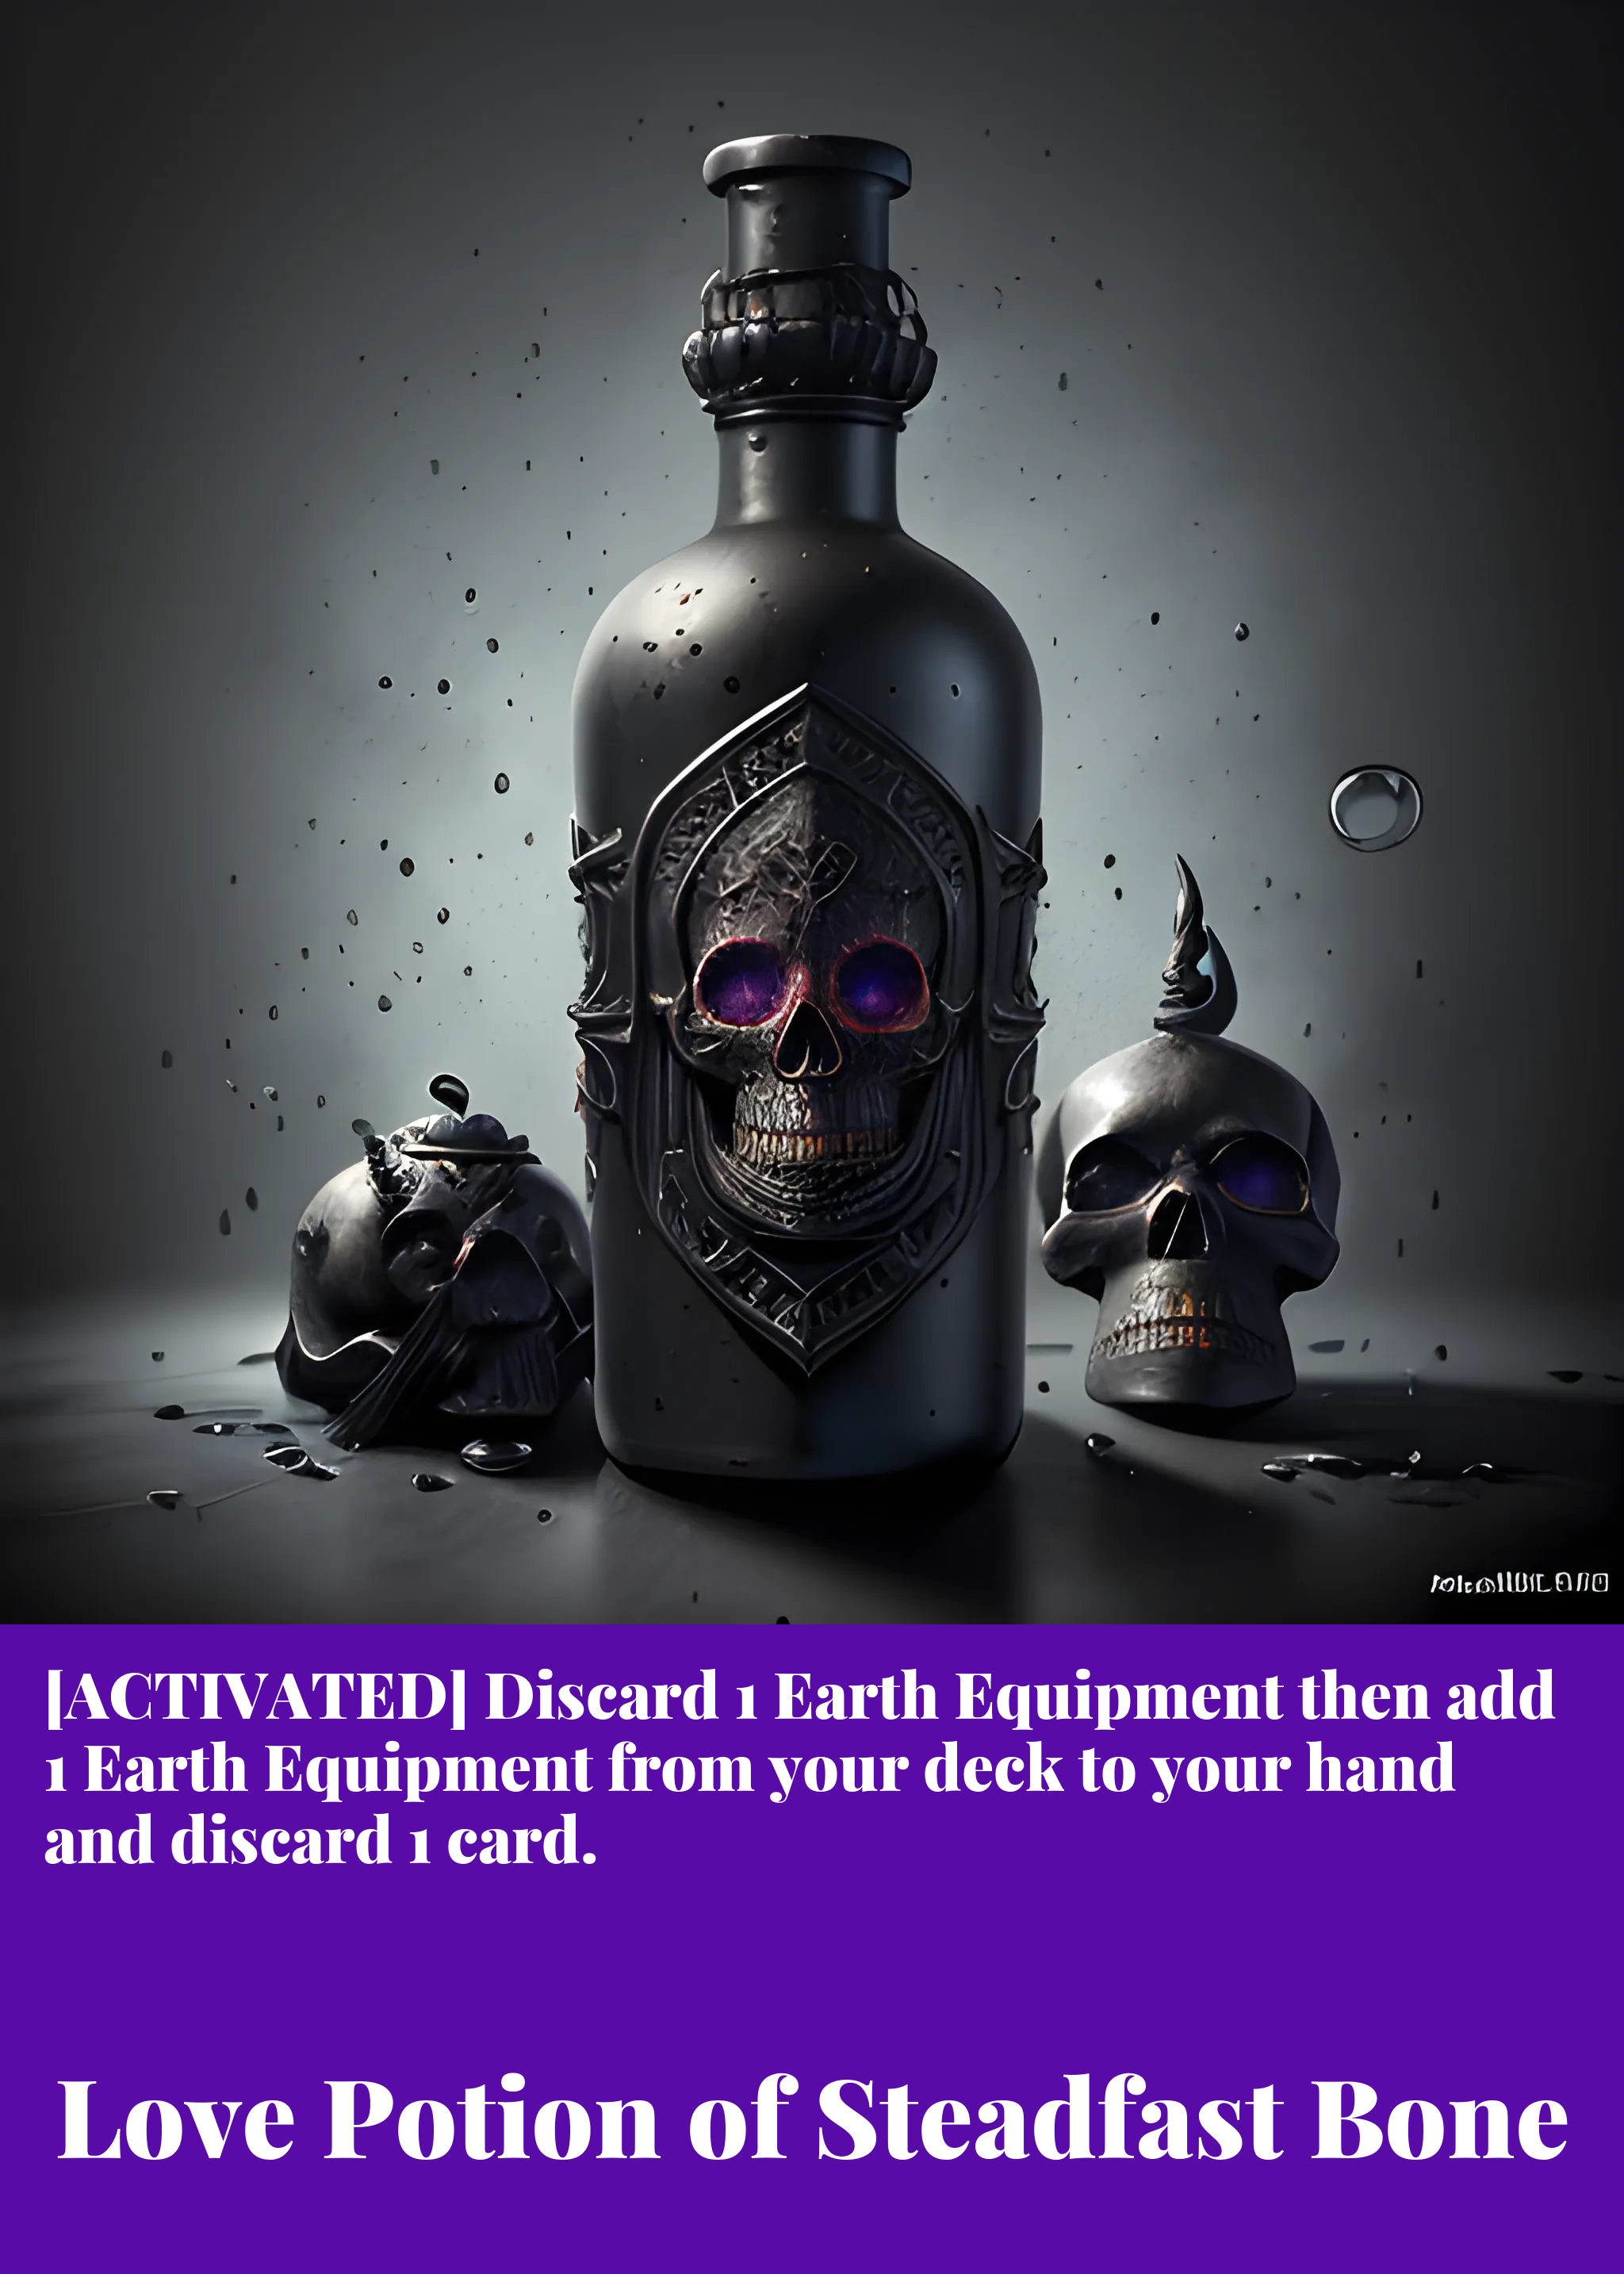 [ACTIVATED] Discard 1 Earth Equipment then add
1 Earth Equipment from your deck to your hand
and discard 1 card.
Love Potion of Steadfast Bone